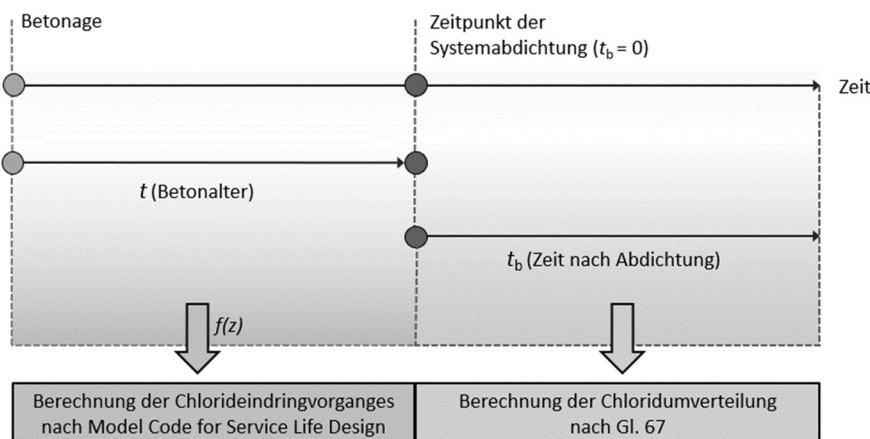 Betonage
Zeitpunkt der
Systemabdichtung (tb = 0)
Zeit
t (Betonalter)
tb (Zeit nach Abdichtung)
f(z)
Berechnung der Chlorideindringvorganges
nach Model Code for Service Life Design
Berechnung der Chloridumverteilung
nach Gl. 67